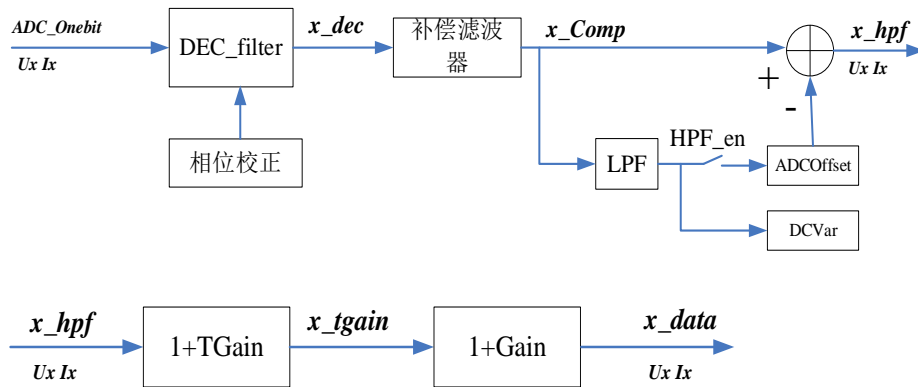 ADC_Onebit
Ux Ix
DEC_filter
相位校正
x_dec
补偿滤波
器
x_Comp
+
-
x_hpf
Ux Ix
LPF
HPF_en
ADCOffset
DCVar
x_hpf
Ux Ix
1+TGain
x_tgain
1+Gain
x_data
Ux Ix